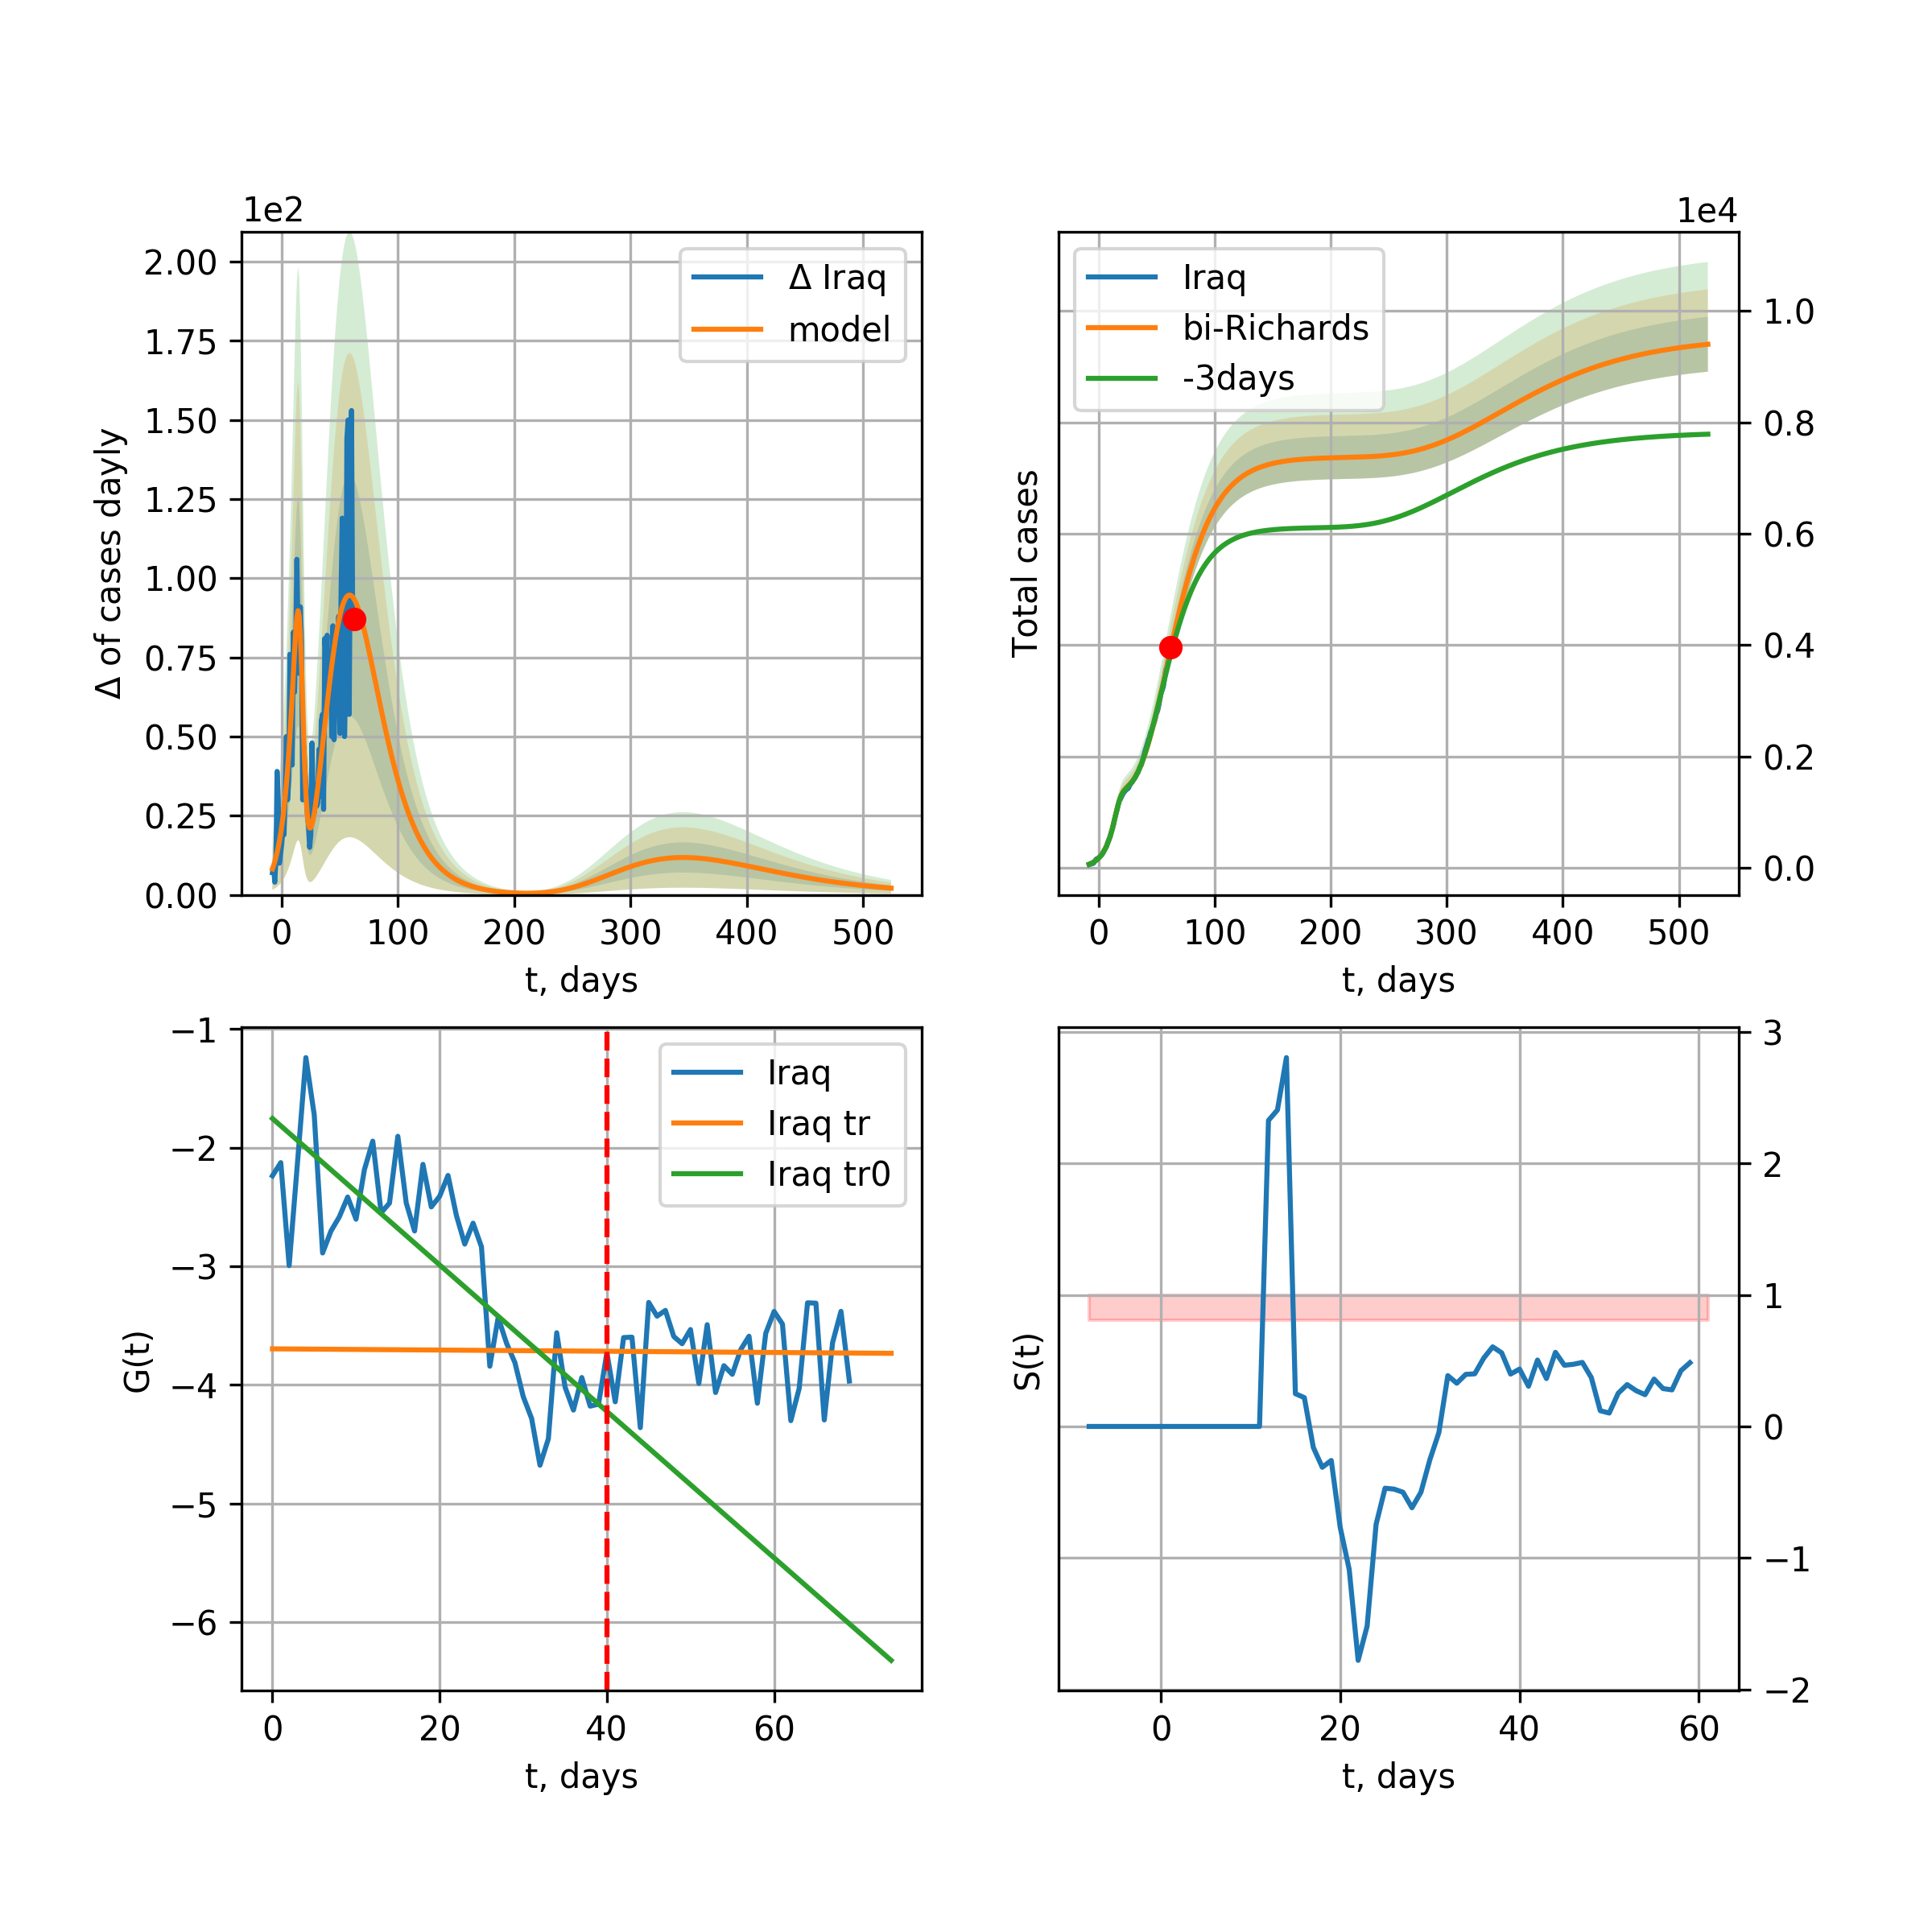 1e2
Δ of cases dayly
2.00
1.75
1.50
1.25
1.00
0.75
0.50
0.25
0.00
0 100 200 300 400 500
t, days
Δ Iraq
model
1e4
Total cases
Iraq
bi-Richards
-3days
1.0
0.8
0.6
0.4
0.2
0.0
0 100 200 300 400 500
t, days
G(t)
−1
−2
−3
−4
−5
−6
0 20 40 60
t, days
Iraq
Iraq tr
Iraq tr0
S(t)
3
2
1
0
−1
−2
0 20 40 60
t, days